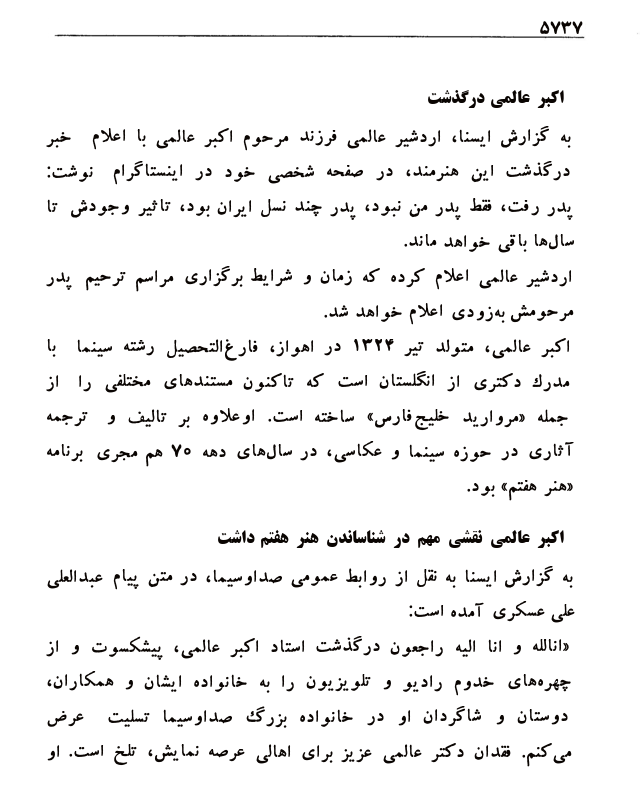 ۵۷۳۷
اکبر عالمی درگذشت
به گزارش ایسنا، اردشیر عالمی فرزند مرحوم اکبر عالمی با اعلام خبر
درگذشت این هنرمند، در صفحه شخصی خود در اینستاگرام نوشت:
پدر رفت، فقط پدر من نبود، پدر چند نسل ایران بود، تاثیر وجودش تا
سال‌ها باقی خواهد ماند.
اردشیر عالمی اعلام کرده که زمان و شرایط برگزاری مراسم ترحیم پدر
مرحومش به‌زودی اعلام خواهد شد.
اکبر عالمی، متولد تیر ۱۳۲۴ در اهواز، فارغ‌التحصیل رشته سینما با
مدرك دکتری از انگلستان است که تاکنون مستندهای مختلفی را از
جمله «مروارید خلیج‌فارس» ساخته است. اوعلاوه بر تالیف و ترجمه
آثاری در حوزه سینما و عکاسی، در سال‌های دهه ۷۰ هم مجری برنامه
«هنر هفتم» بود.
اکبر عالمی نقشی مهم در شناساندن هنر هفتم داشت
به گزارش ایسنا به نقل از روابط عمومی صداوسیما، در متن پیام عبدالعلی
علی عسکری آمده است:
«انالله و انا الیه راجعون درگذشت استاد اکبر عالمی، پیشکسوت و از
چهره‌های خدوم رادیو و تلویزیون را به خانواده ایشان و همکاران،
دوستان و شاگردان او در خانواده بزرگ صداوسیما تسلیت عرض
می‌کنم. فقدان دکتر عالمی عزیز برای اهالی عرصه نمایش، تلخ است. او